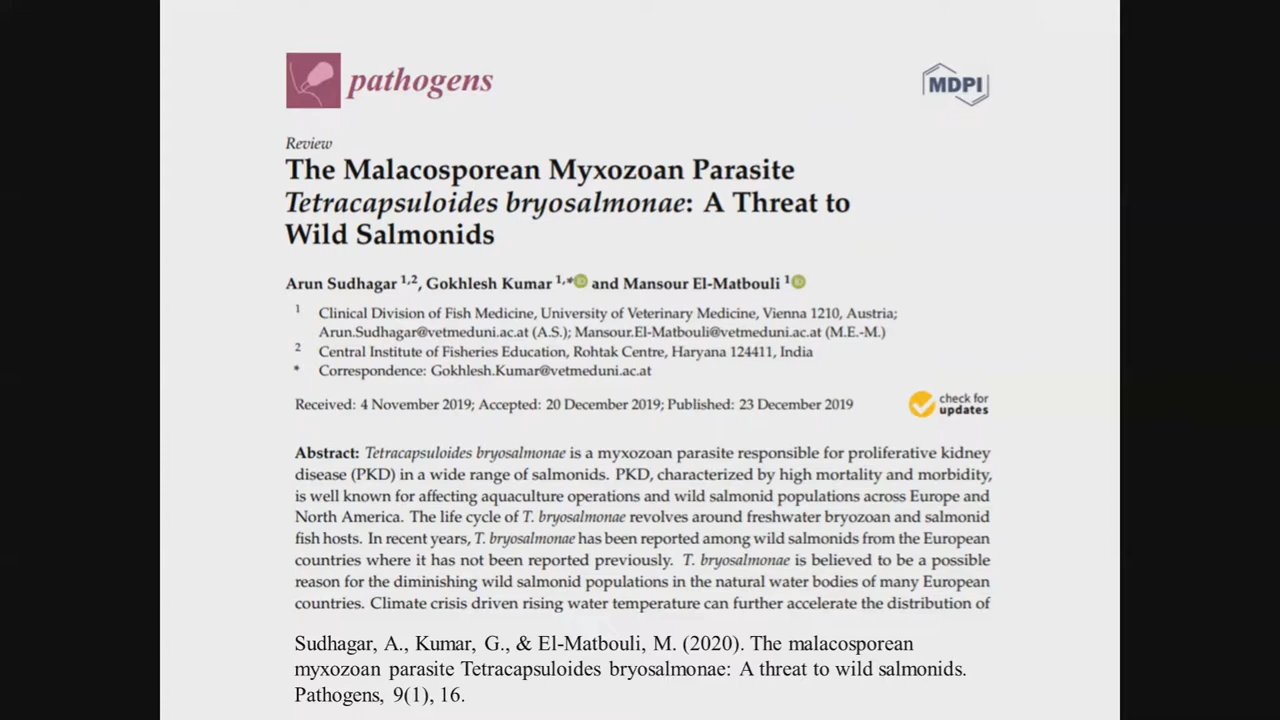 pathogens
MDPI
Review
The Malacosporean Myxozoan Parasite
Tetracapsuloides bryosalmonae: A Threat to
Wild Salmonids
Arun Sudhagar 1,2, Gokhlesh Kumar 1,* and Mansour El-Matbouli 1
1 Clinical Division of Fish Medicine, University of Veterinary Medicine, Vienna 1210, Austria;
Arun.Sudhagar@vetmeduni.ac.at (A.S.); Mansour.El-Matbouli@vetmeduni.ac.at (M.E.-M.)
2 Central Institute of Fisheries Education, Rohtak Centre, Haryana 124411, India
* Correspondence: Gokhlesh.Kumar@vetmeduni.ac.at
Received: 4 November 2019; Accepted: 20 December 2019; Published: 23 December 2019
check for
updates
Abstract: Tetracapsuloides bryosalmonae is a myxozoan parasite responsible for proliferative kidney
disease (PKD) in a wide range of salmonids. PKD, characterized by high mortality and morbidity,
is well known for affecting aquaculture operations and wild salmonid populations across Europe and
North America. The life cycle of T. bryosalmonae revolves around freshwater bryozoan and salmonid
fish hosts. In recent years, T. bryosalmonae has been reported among wild salmonids from the European
countries where it has not been reported previously. T. bryosalmonae is believed to be a possible
reason for the diminishing wild salmonid populations in the natural water bodies of many European
countries. Climate crisis driven rising water temperature can further accelerate the distribution of
Sudhagar, A., Kumar, G., & El-Matbouli, M. (2020). The malacosporean
myxozoan parasite Tetracapsuloides bryosalmonae: A threat to wild salmonids.
Pathogens, 9(1), 16.